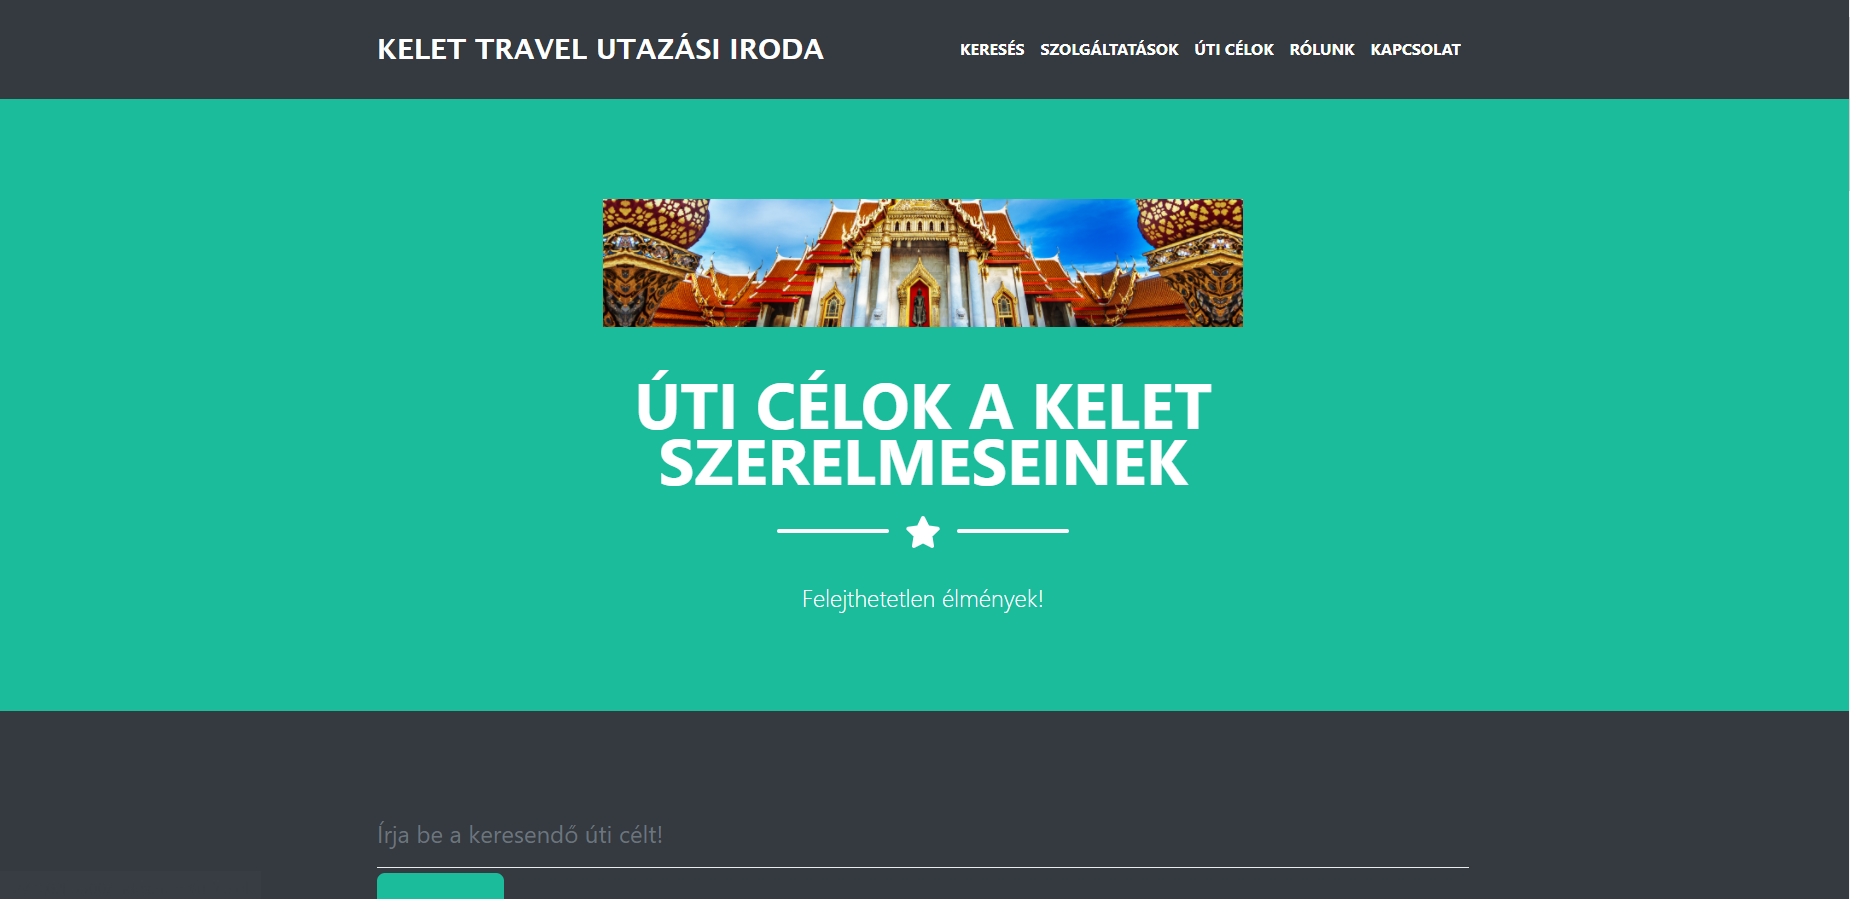 KELET TRAVEL UTAZÁSI IRODA
KERESÉS SZOLGÁLTATÁSOK ÚTI CÉLOK RÓLUNK KAPCSOLAT
ÚTI CÉLOK A KELET
SZERELMESEINEK
Felejthetetlen élmények!
Írja be a keresendő úti célt!